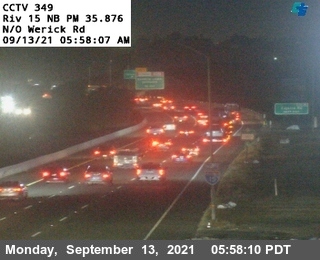 CCTV 349
Riv 15 NB PM 35.876
N/O Werick Rd
09/13/21 05:58:07 AM
Monday, September 13, 2021 05:58:10 PDT